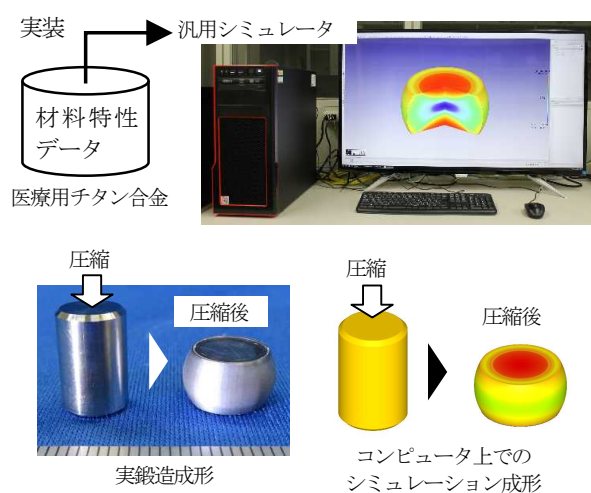 実装
汎用シミュレータ
材料特性
データ
医療用チタン合金
圧縮
圧縮後
実鍛造成形
圧縮
圧縮後
コンピュータ上での
シミュレーション成形